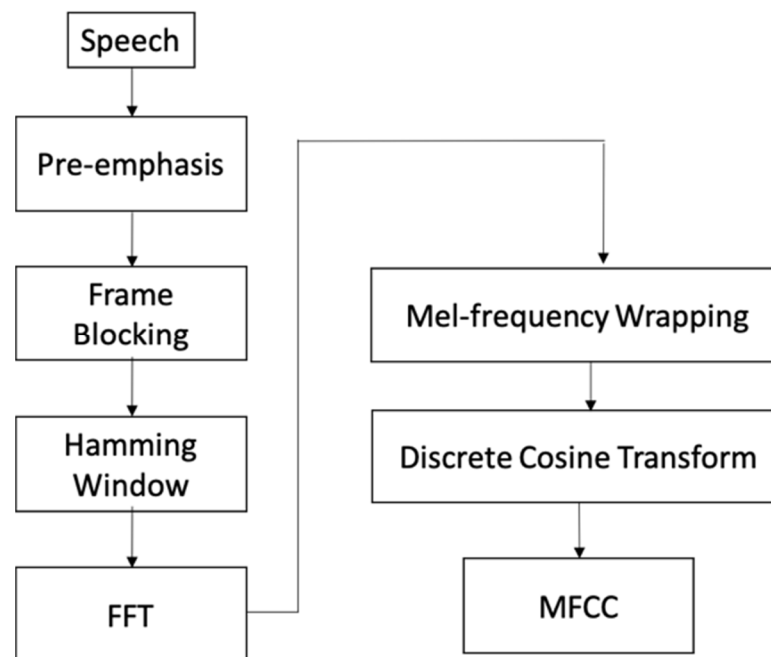 Speech
Pre-emphasis
Frame
Blocking
Hamming
Window
FFT
Mel-frequency Wrapping
Discrete Cosine Transform
MFCC